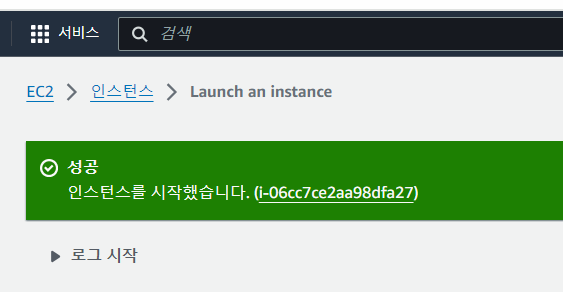 서비스 검색
EC2 인스턴스 Launch an instance
성공
인스턴스를 시작했습니다. (i-06cc7ce2aa98dfa27)
로그 시작